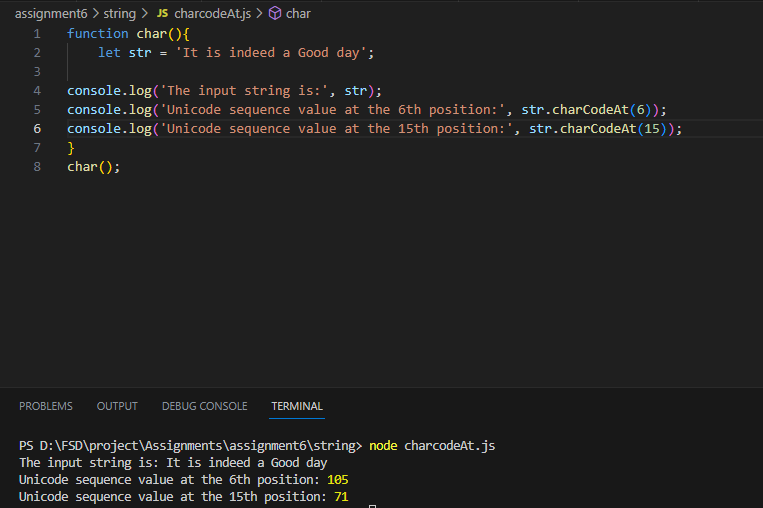 assignment6 > string > JS charcodeAt.js > char
1 function char(){
2     let str = 'It is indeed a Good day';
3
4 console.log('The input string is:', str);
5 console.log('Unicode sequence value at the 6th position:', str.charCodeAt(6));
6 console.log('Unicode sequence value at the 15th position:', str.charCodeAt(15));
7 }
8 char();
PROBLEMS OUTPUT DEBUG CONSOLE TERMINAL
PS D:\FSD\project\Assignments\assignment6\string> node charcodeAt.js
The input string is: It is indeed a Good day
Unicode sequence value at the 6th position: 105
Unicode sequence value at the 15th position: 71